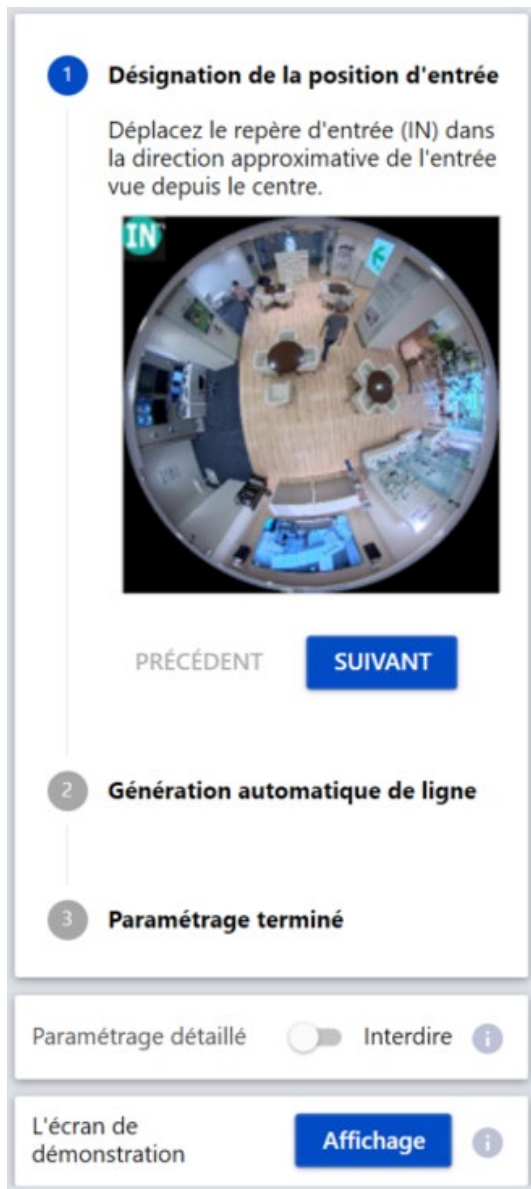 1 Désignation de la position d'entrée
Déplacez le repère d'entrée (IN) dans
la direction approximative de l'entrée
vue depuis le centre.
IN
PRÉCÉDENT SUIVANT
2 Génération automatique de ligne
3 Paramétrage terminé
Paramétrage détaillé Interdire i
L'écran de
démonstration Affichage i